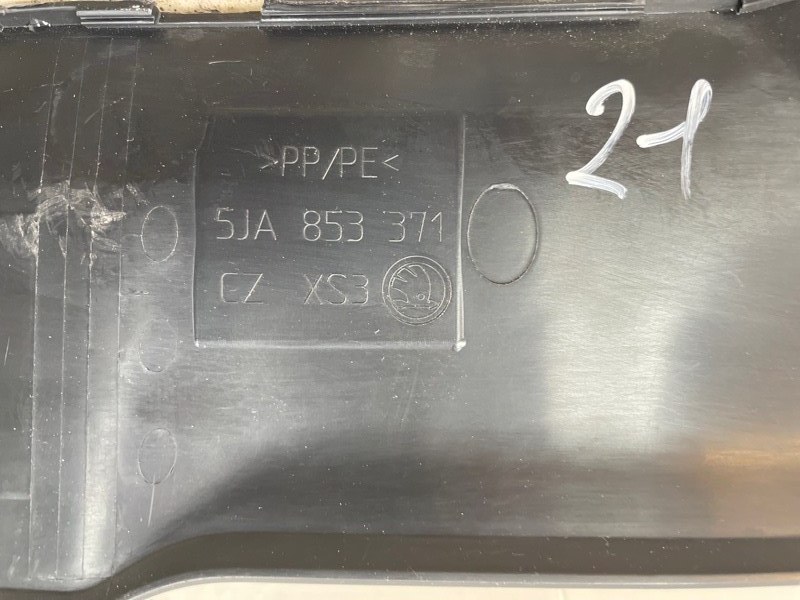 21
>PP/PE<
5JA 853 371
CZ XS3